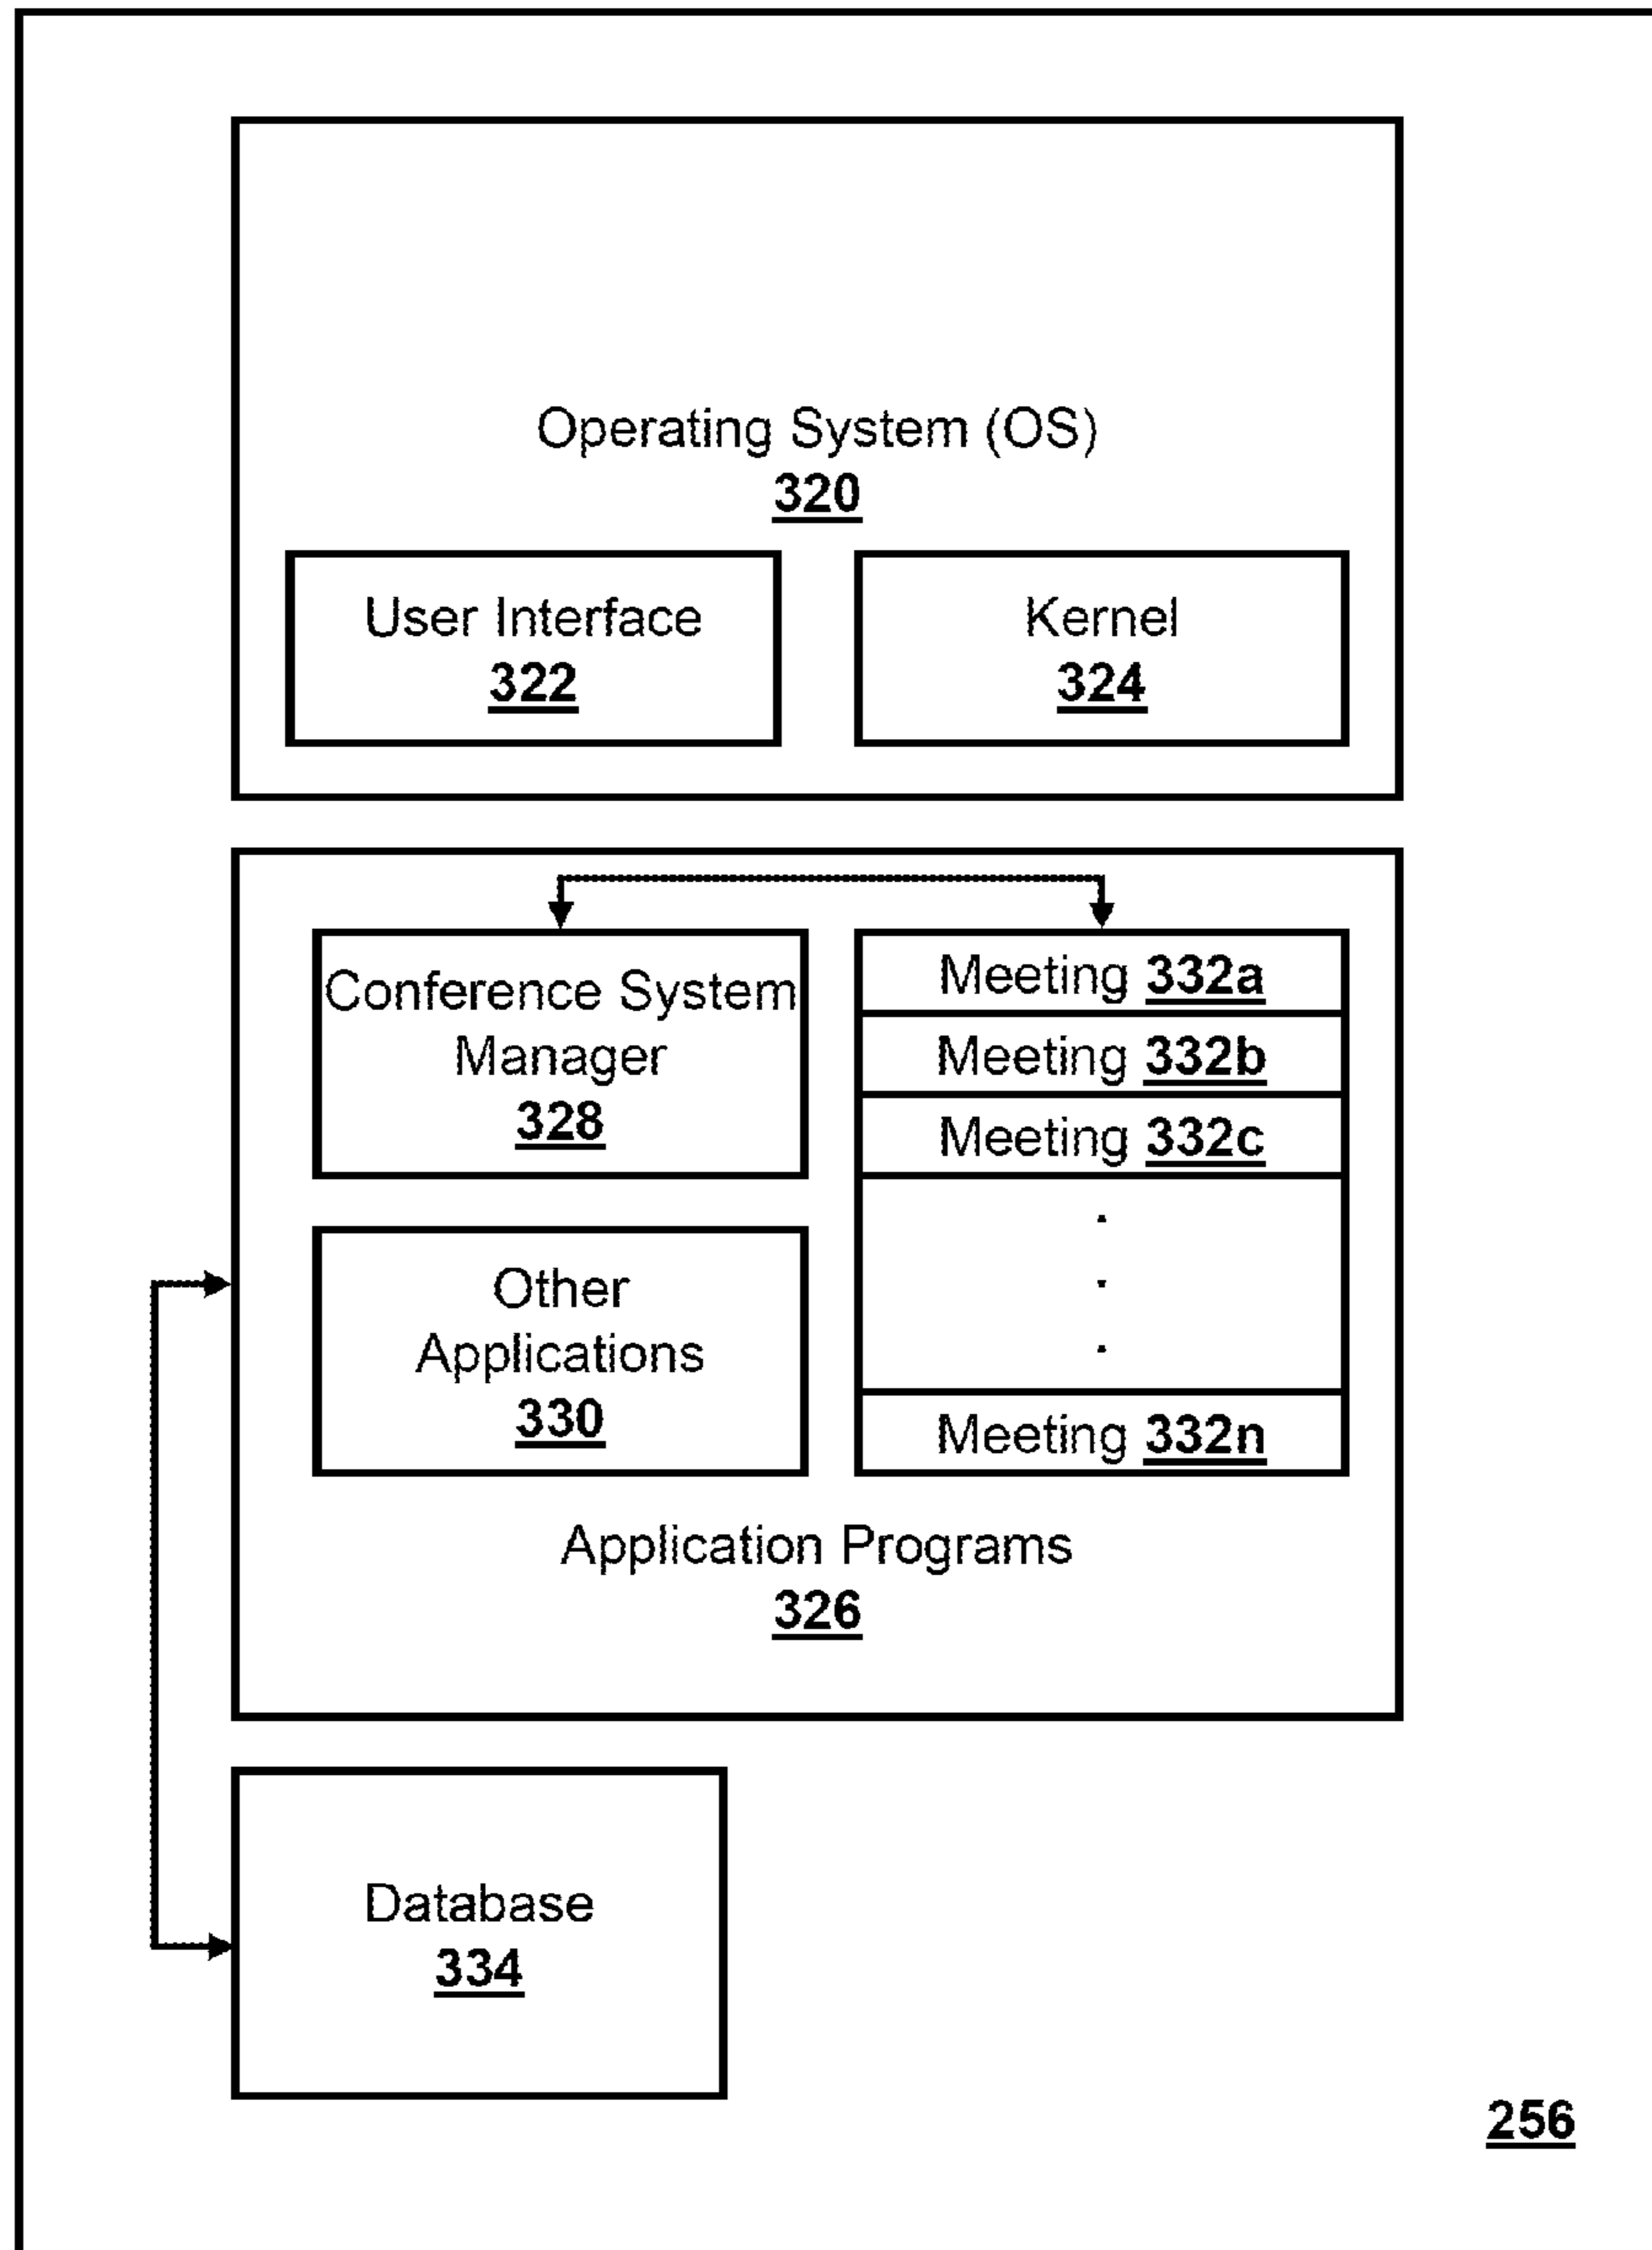 Operating System (OS)
320
User Interface
322
Kernel
324
Conference System
Manager
328
Other
Applications
330
Meeting 332a
Meeting 332b
Meeting 332c
.
.
.
Meeting 332n
Application Programs
326
Database
334
256